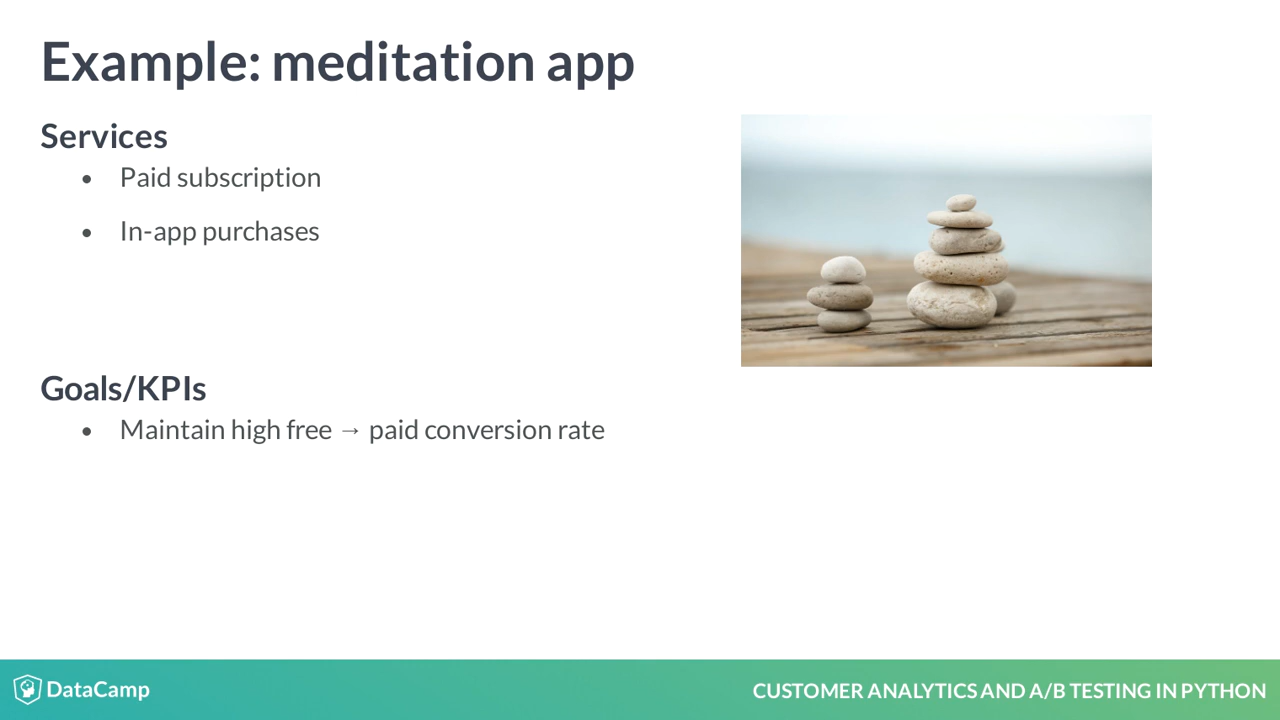 Example: meditation app
Services
• Paid subscription
• In-app purchases
Goals/KPIs
• Maintain high free → paid conversion rate
DataCamp
CUSTOMER ANALYTICS AND A/B TESTING IN PYTHON